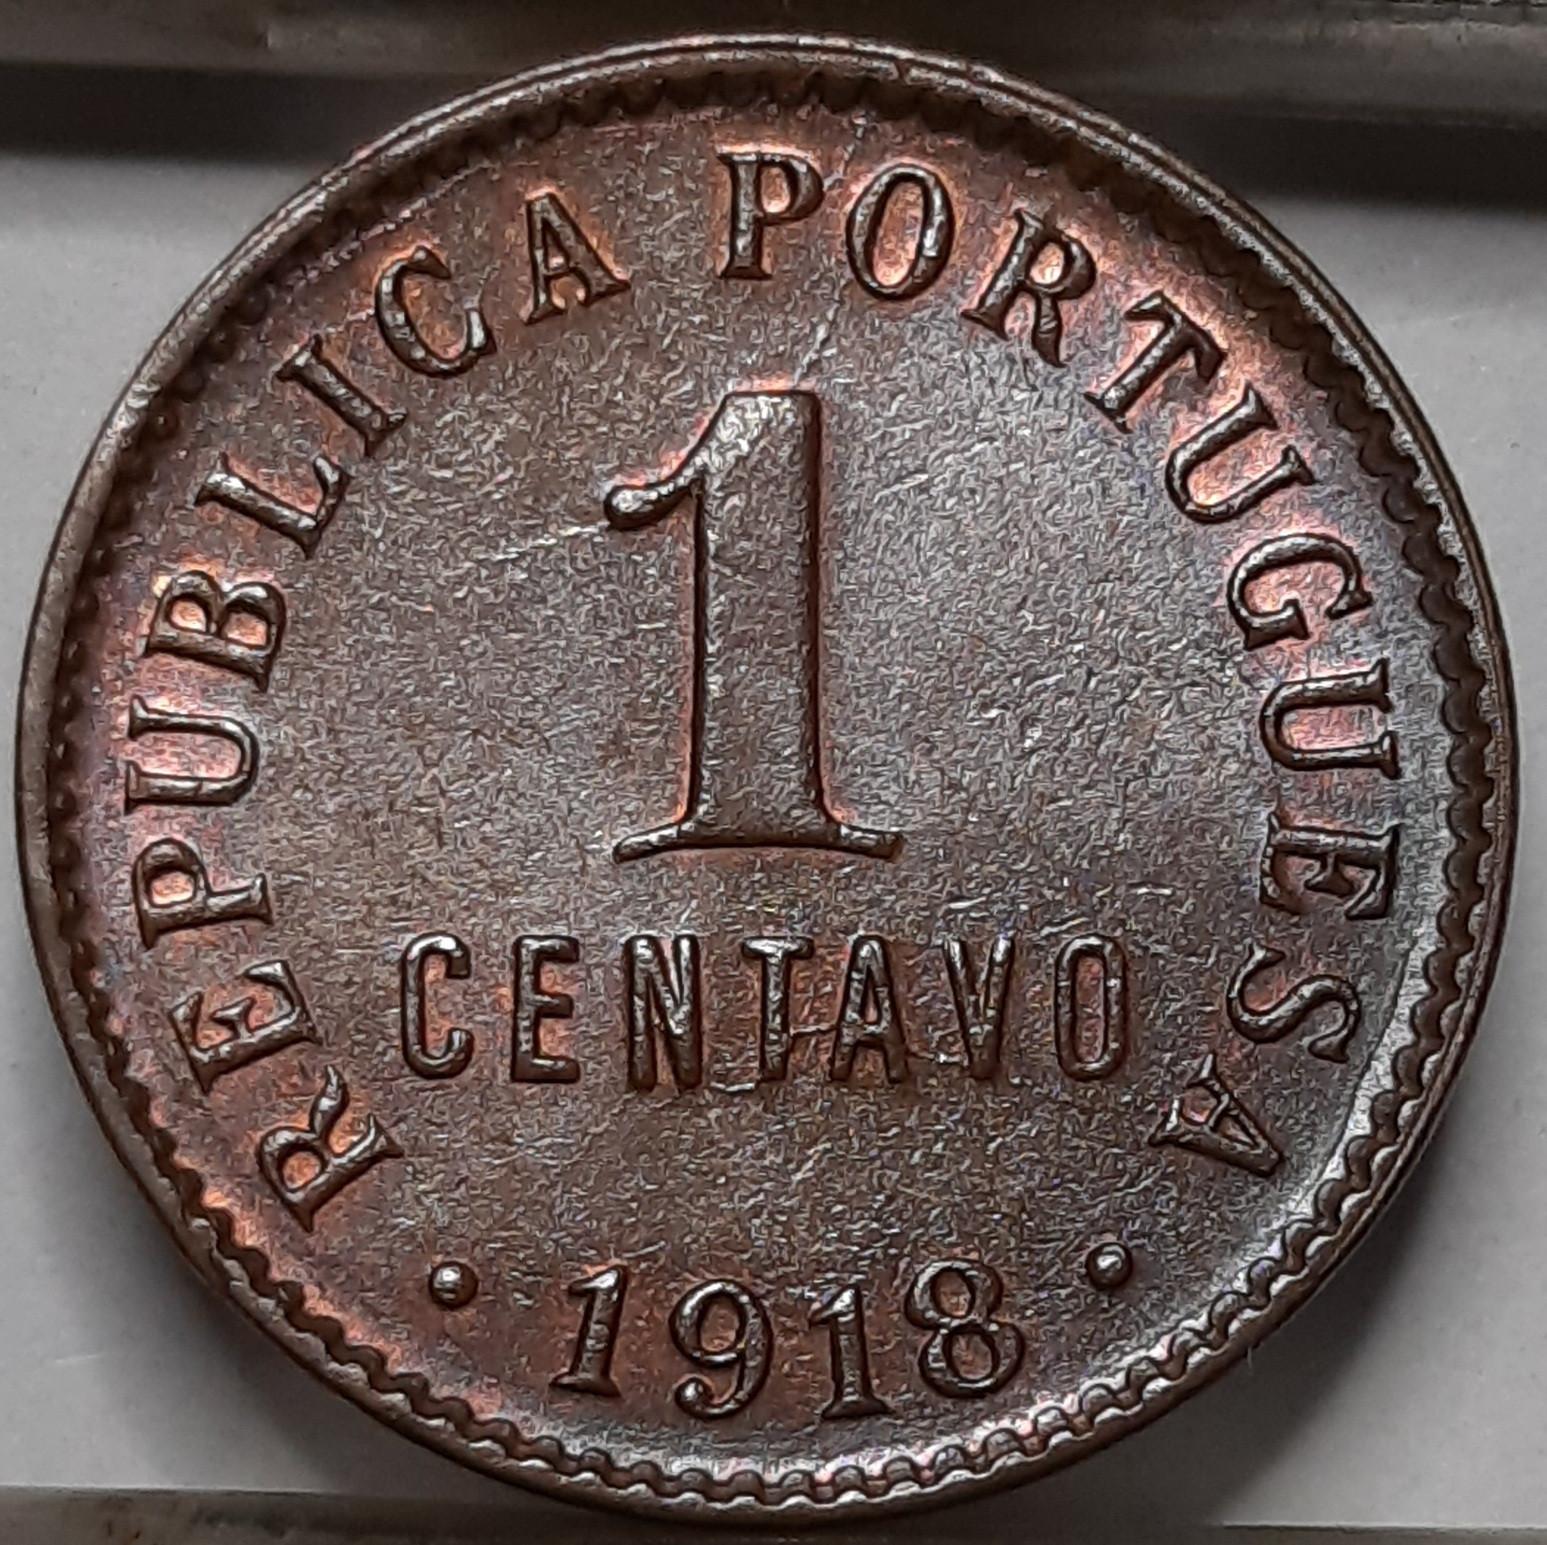 REPUBLICA PORTUGUESA
1
CENTAVO
• 1918 •